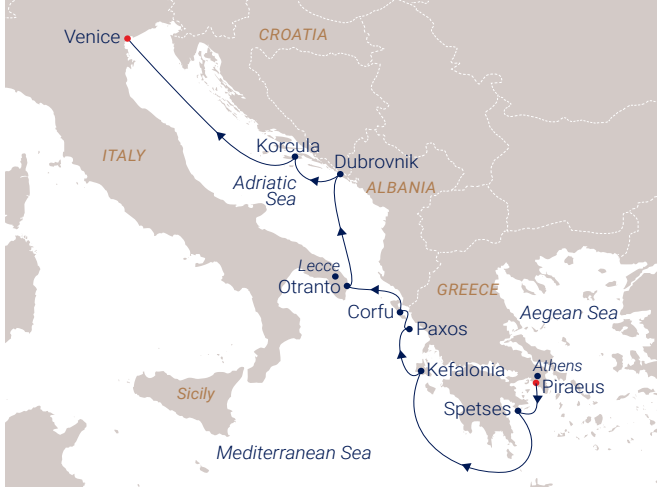 CROATIA
Venice
Korcula
ITALY
Dubrovnik
Adriatic
Sea
ALBANIA
Lecce
Otranto
GREECE
Corfu
Aegean Sea
Paxos
Athens
Kefalonia
Piraeus
Sicily
Spetses
Mediterranean Sea